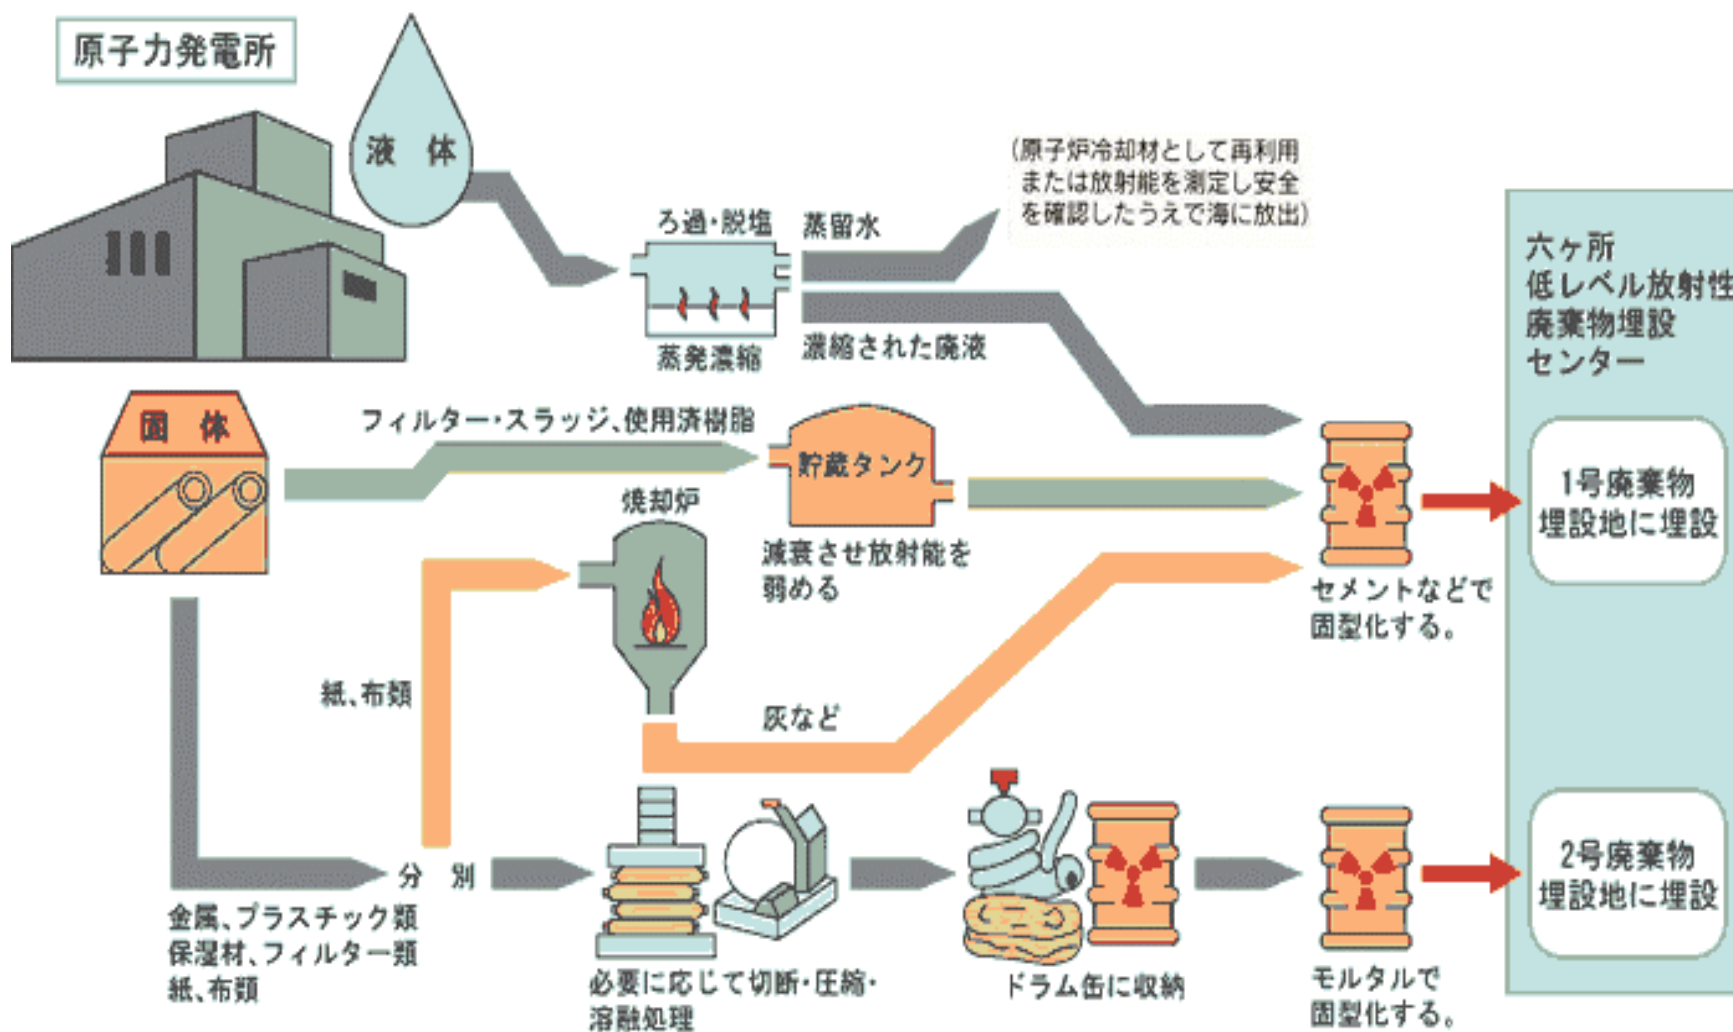 原子力発電所
液 体
(原子炉冷却材として再利用
または放射能を測定し安全
を確認したうえで海に放出)
ろ過・脱塩
蒸留水
蒸発濃縮
濃縮された廃液
六ヶ所
低レベル放射性
廃棄物埋設
センター
固 体
フィルター・スラッジ、使用済樹脂
貯蔵タンク
減衰させ放射能を
弱める
焼却炉
セメントなどで
固型化する。
1号廃棄物
埋設地に埋設
紙、布類
灰など
分 別
金属、プラスチック類
保湿材、フィルター類
紙、布類
必要に応じて切断・圧縮・
溶融処理
ドラム缶に収納
モルタルで
固型化する。
2号廃棄物
埋設地に埋設